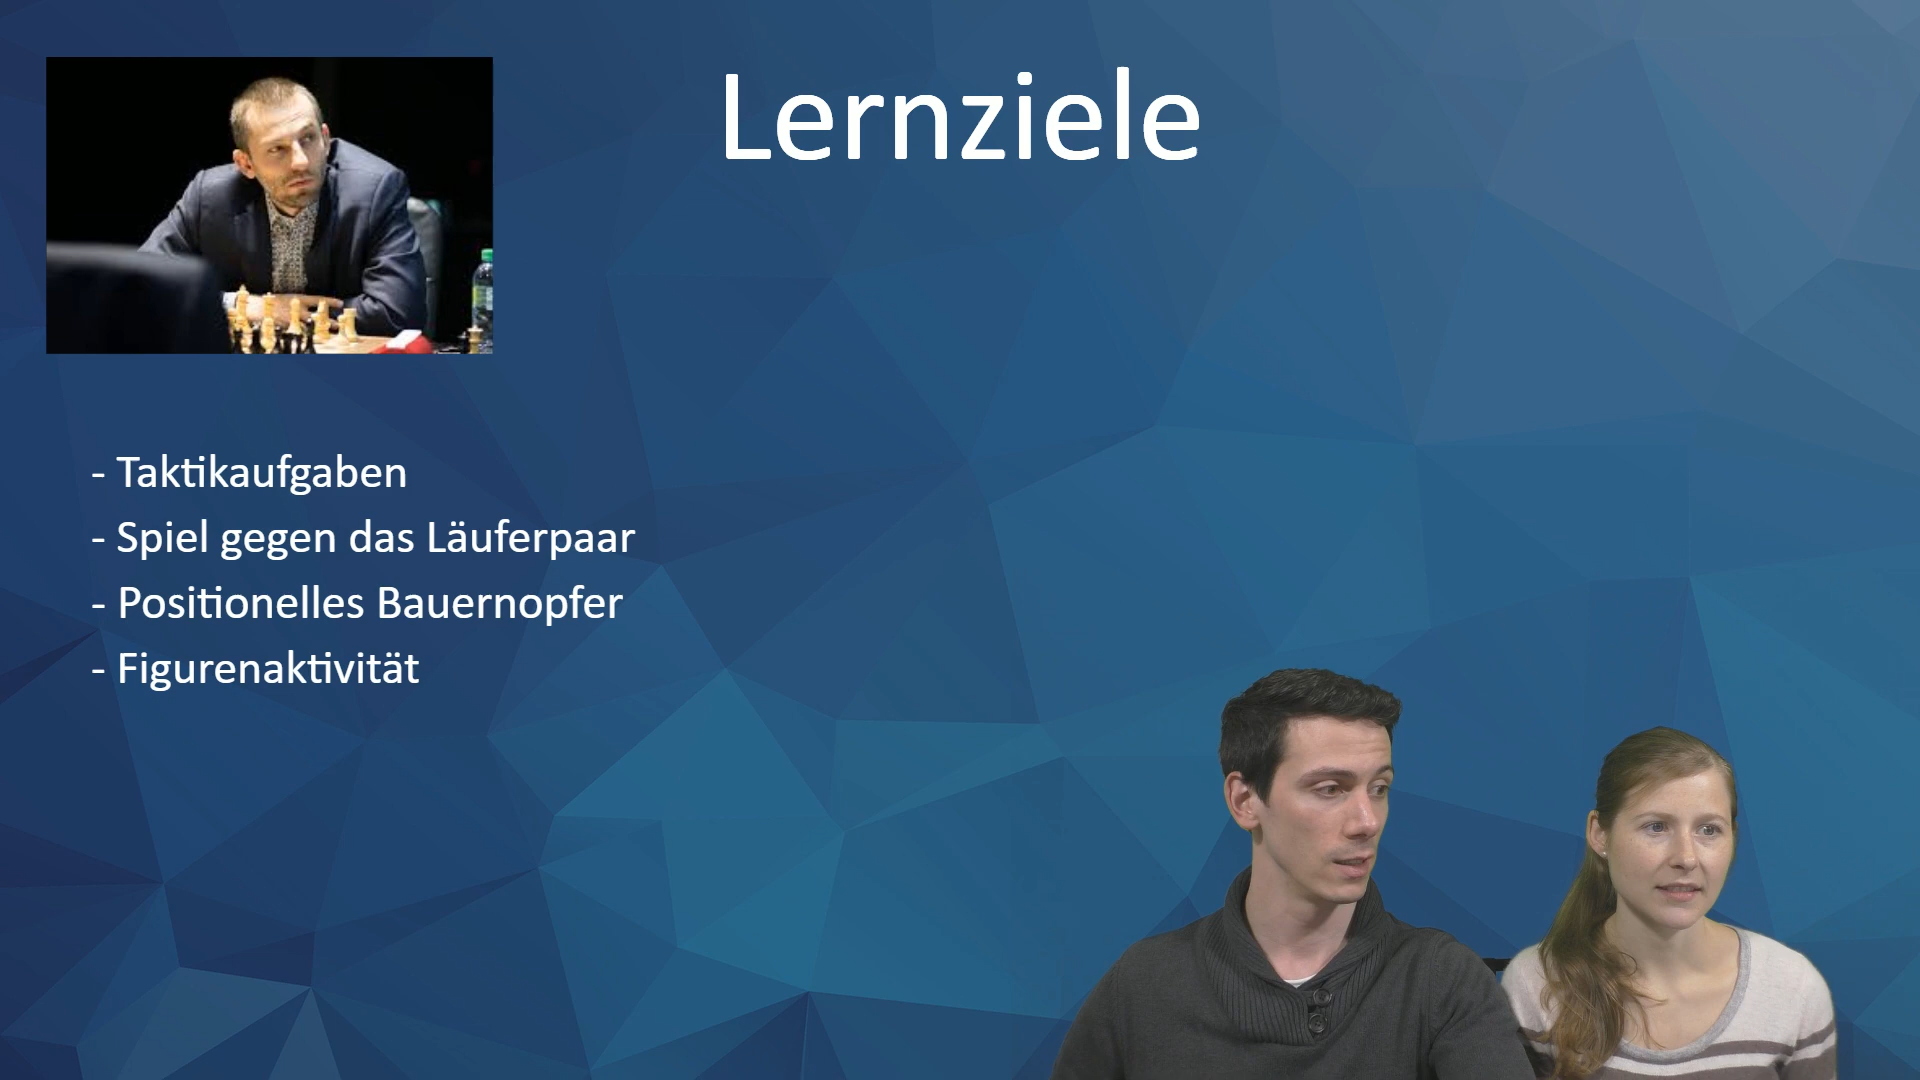 Lernziele
- Taktikaufgaben
- Spiel gegen das Läuferpaar
- Positionelles Bauernopfer
- Figurenaktivität